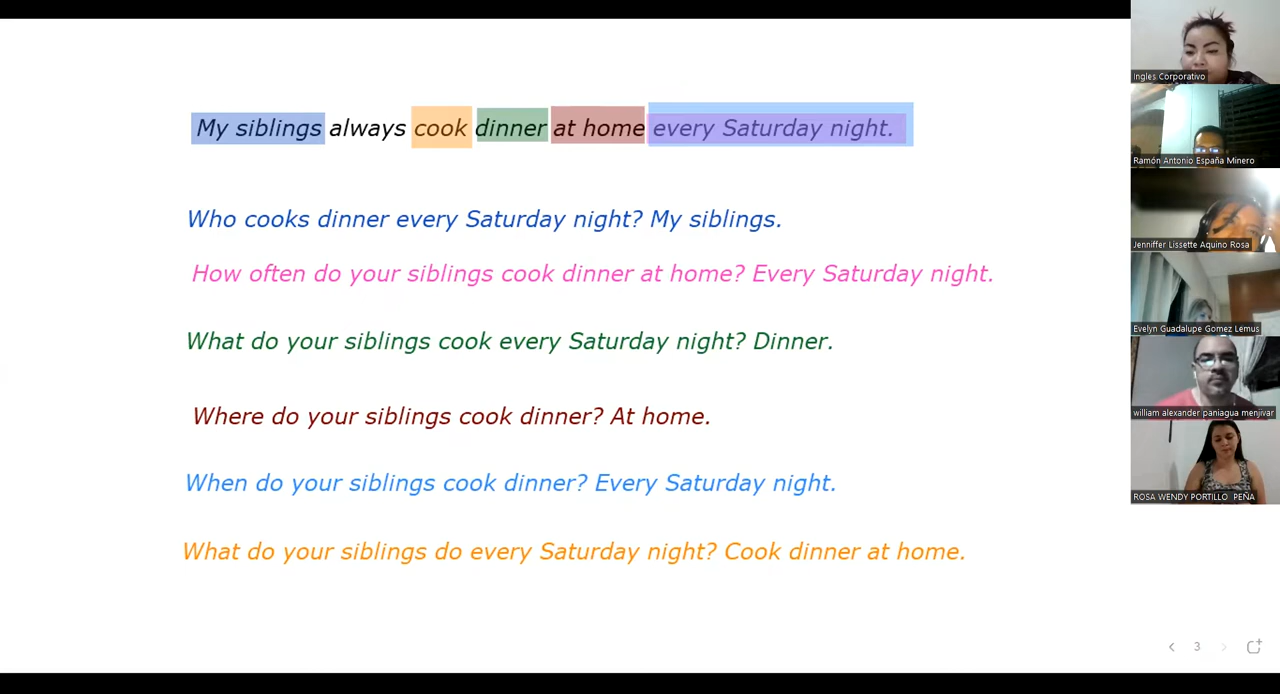 My siblings always cook dinner at home every Saturday night.
Who cooks dinner every Saturday night? My siblings.
How often do your siblings cook dinner at home? Every Saturday night.
What do your siblings cook every Saturday night? Dinner.
Where do your siblings cook dinner? At home.
When do your siblings cook dinner? Every Saturday night.
What do your siblings do every Saturday night? Cook dinner at home.
3
Ingles Corporativo
Ramón Antonio España Minero
Jenniffer Lissette Aquino Rosa
Evelyn Guadalupe Gomez Lemus
william alexander paniagua menjivar
ROSA WENDY PORTILLO PEÑA